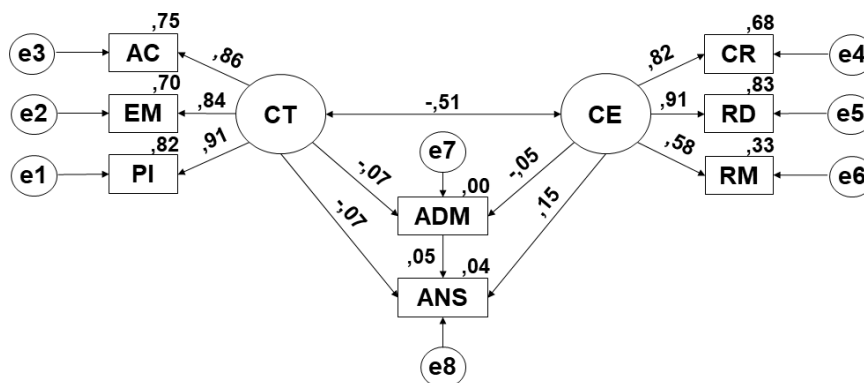 ,75
,68
e3
AC
CR
e4
,86
,82
,70
,83
e2
EM
,84
CT
-,51
CE
,91
RD
e5
,82
,91
,58
,33
e1
PI
e7
RM
e6
-,07
-,05
,00
-,07
ADM
,15
,05
,04
ANS
e8